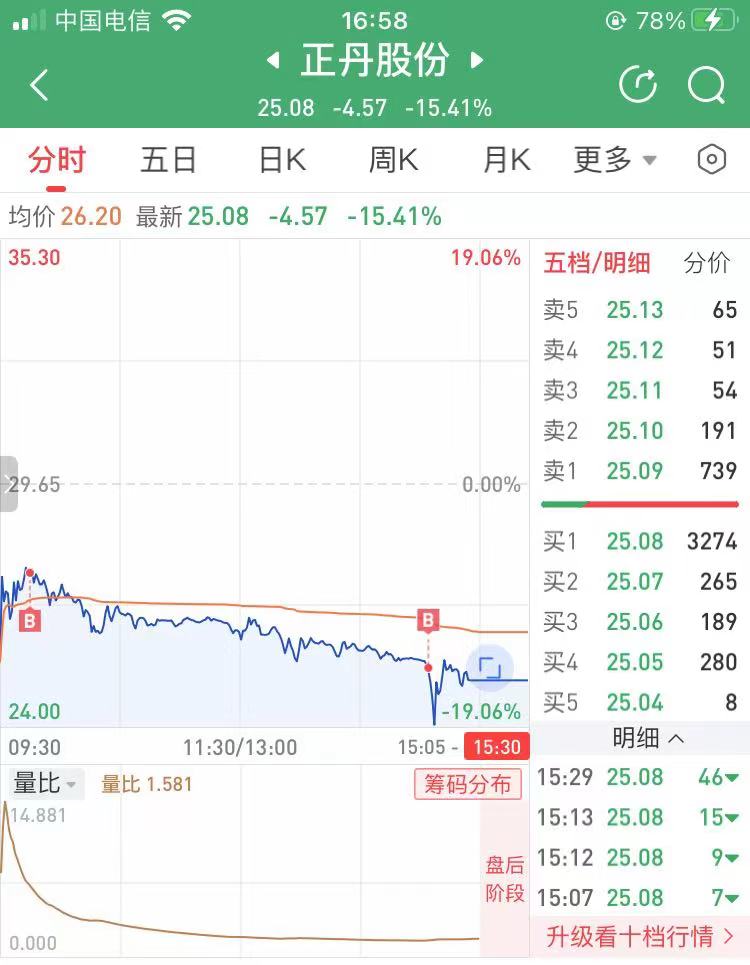 中国电信 16:58 78%
正丹股份
25.08 -4.57 -15.41%
分时 五日 日K 周K 月K 更多
均价 26.20 最新 25.08 -4.57 -15.41%
35.30 19.06% 五档/明细 分价
卖5 25.13 65
卖4 25.12 51
卖3 25.11 54
卖2 25.10 191
29.65 0.00% 卖1 25.09 739
买1 25.08 3274
买2 25.07 265
B B 买3 25.06 189
买4 25.05 280
24.00 -19.06% 买5 25.04 8
09:30 11:30/13:00 15:05 - 15:30 明细
量比 量比 1.581 筹码分布 15:29 25.08 46
14.881 15:13 25.08 15
盘后 15:12 25.08 9
阶段 15:07 25.08 7
0.000 升级看十档行情